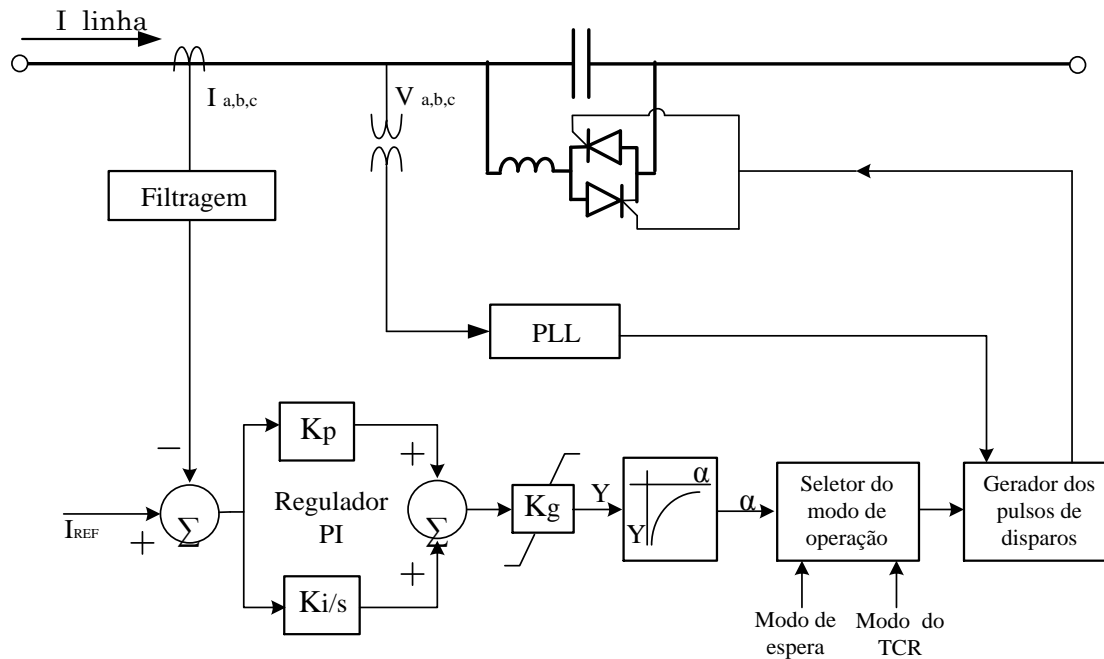 I linha
I a,b,c
V a,b,c
Filtragem
PLL
Kp
−
+
Regulador
PI
Σ
I REF
+
Σ
+
Kg
Y
α
Y
α
Seletor do
modo de
operação
Gerador dos
pulsos de
disparos
Ki/s
Modo de
espera
Modo do
TCR